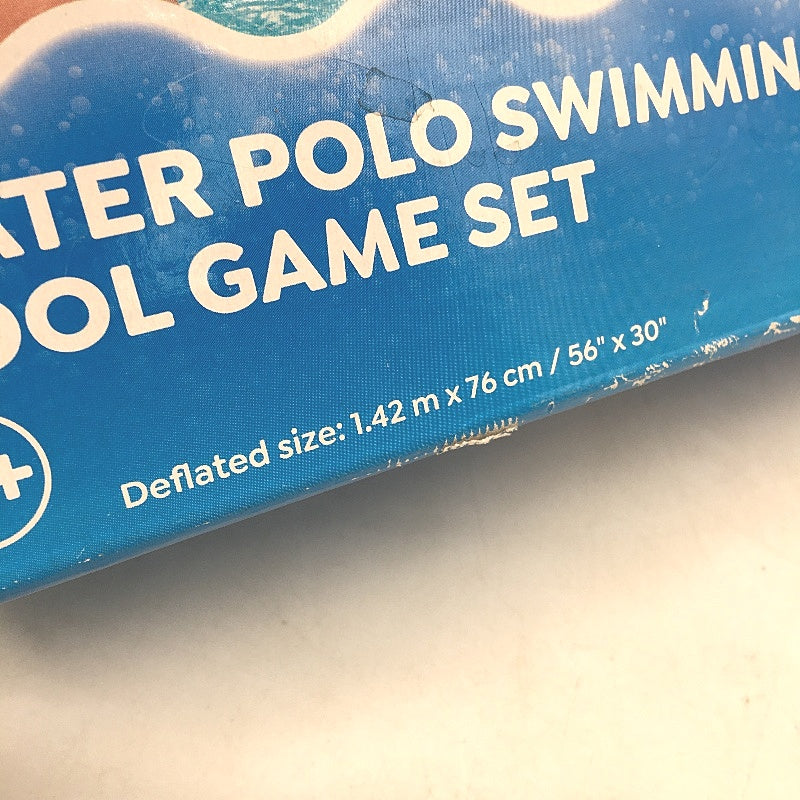 ATER POLO SWIMMIN
OOL GAME SET
Deflated size: 1.42 m x 76 cm / 56" x 30"
+